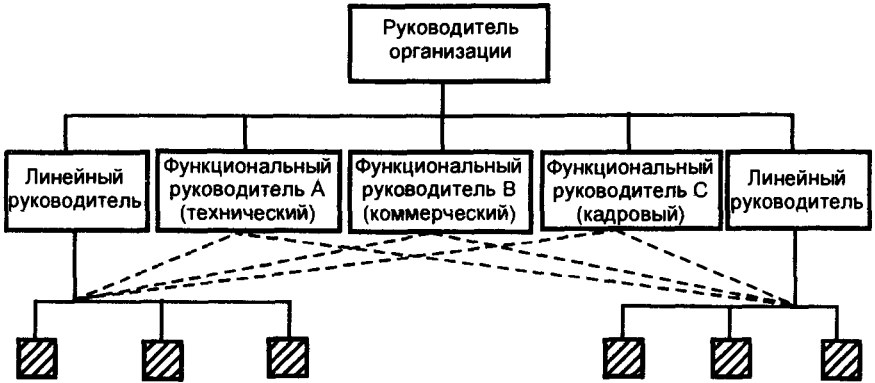 Руководитель
организации
Линейный
руководитель
Функциональный
руководитель А
(технический)
Функциональный
руководитель В
(коммерческий)
Функциональный
руководитель С
(кадровый)
Линейный
руководитель